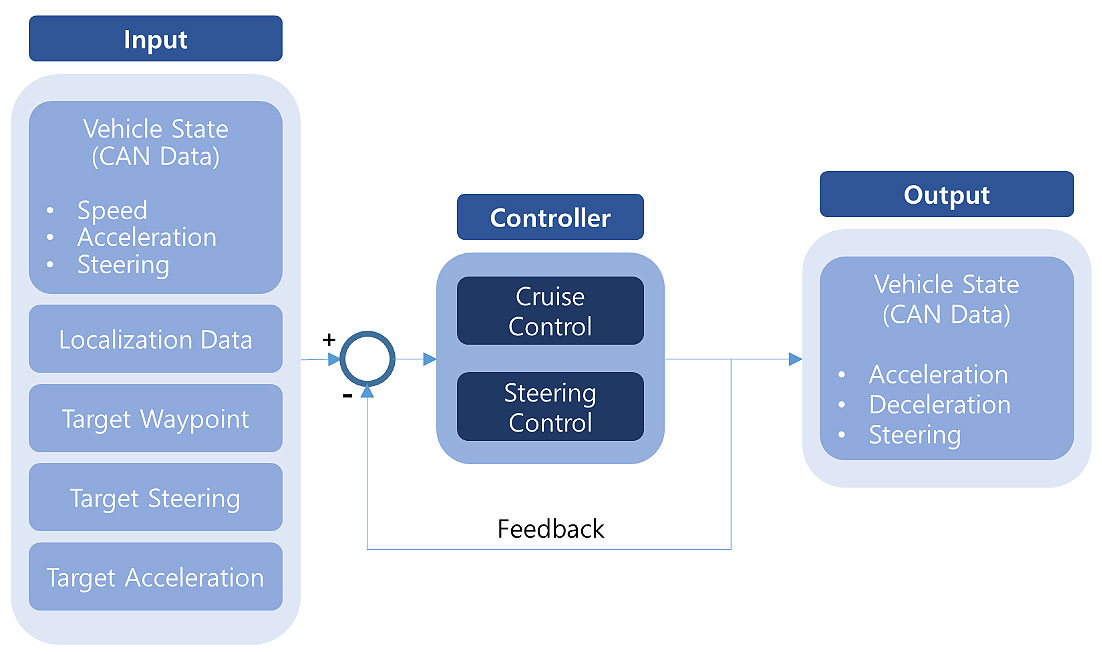 Input
Vehicle State
(CAN Data)
• Speed
• Acceleration
• Steering
Localization Data
Target Waypoint
Target Steering
Target Acceleration
+
-
Controller
Cruise
Control
Steering
Control
Feedback
Output
Vehicle State
(CAN Data)
• Acceleration
• Deceleration
• Steering